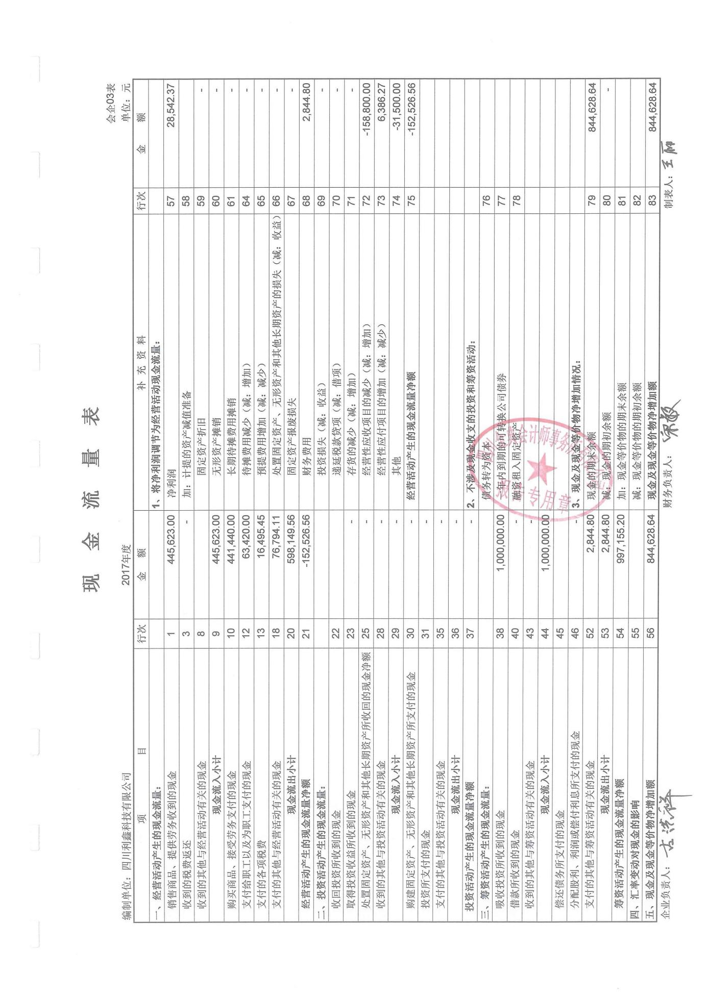 现金流量表
会企03表
编制单位：四川利鑫科技有限公司 2017年度 单位：元
项 目 行次 金 额 补 充 资 料 行次 金 额
一、经营活动产生的现金流量： 1、将净利润调节为经营活动现金流量：
销售商品、提供劳务收到的现金 1 445,623.00 净利润 57 28,542.37
收到的税费返还 3 - 加：计提的资产减值准备 58
收到的其他与经营活动有关的现金 8 固定资产折旧 59 -
现金流入小计 9 445,623.00 无形资产摊销 60 -
购买商品、接受劳务支付的现金 10 441,440.00 长期待摊费用摊销 61 -
支付给职工以及为职工支付的现金 12 63,420.00 待摊费用减少（减：增加） 64 -
支付的各项税费 13 16,495.45 预提费用增加（减：减少） 65 -
支付的其他与经营活动有关的现金 18 76,794.11 处置固定资产、无形资产和其他长期资产的损失（减：收益） 66 -
现金流出小计 20 598,149.56 固定资产报废损失 67 -
经营活动产生的现金流量净额 21 -152,526.56 财务费用 68 2,844.80
二、投资活动产生的现金流量： 投资损失（减：收益） 69 -
收回投资所收到的现金 22 递延税款贷项（减：借项） 70 -
取得投资收益所收到的现金 23 - 存货的减少（减：增加） 71 -
处置固定资产、无形资产和其他长期资产所收回的现金净额 25 - 经营性应收项目的减少（减：增加） 72 -158,800.00
收到的其他与投资活动有关的现金 28 - 经营性应付项目的增加（减：减少） 73 6,386.27
现金流入小计 29 - 其他 74 -31,500.00
购建固定资产、无形资产和其他长期资产所支付的现金 30 - 经营活动产生的现金流量净额 75 -152,526.56
投资所支付的现金 31 -
支付的其他与投资活动有关的现金 35 -
现金流出小计 36 -
投资活动产生的现金流量净额 37 - 2、不涉及现金收支的投资和筹资活动：
三、筹资活动产生的现金流量： 债务转为资本 76
吸收投资所收到的现金 38 1,000,000.00 一年内到期的可转换公司债券 77
借款所收到的现金 40 - 融资租入固定资产 78
收到的其他与筹资活动有关的现金 43 -
现金流入小计 44 1,000,000.00
偿还债务所支付的现金 45
分配股利、利润或偿付利息所支付的现金 46 - 3、现金及现金等价物净增加情况：
支付的其他与筹资活动有关的现金 52 2,844.80 现金的期末余额 79 844,628.64
现金流出小计 53 2,844.80 减：现金的期初余额 80 -
筹资活动产生的现金流量净额 54 997,155.20 加：现金等价物的期末余额 81
四、汇率变动对现金的影响 55 减：现金等价物的期初余额 82
五、现金及现金等价物净增加额 56 844,628.64 现金及现金等价物净增加额 83 844,628.64
企业负责人： 财务负责人： 制表人：王丽
会计师事务所
报告专用章